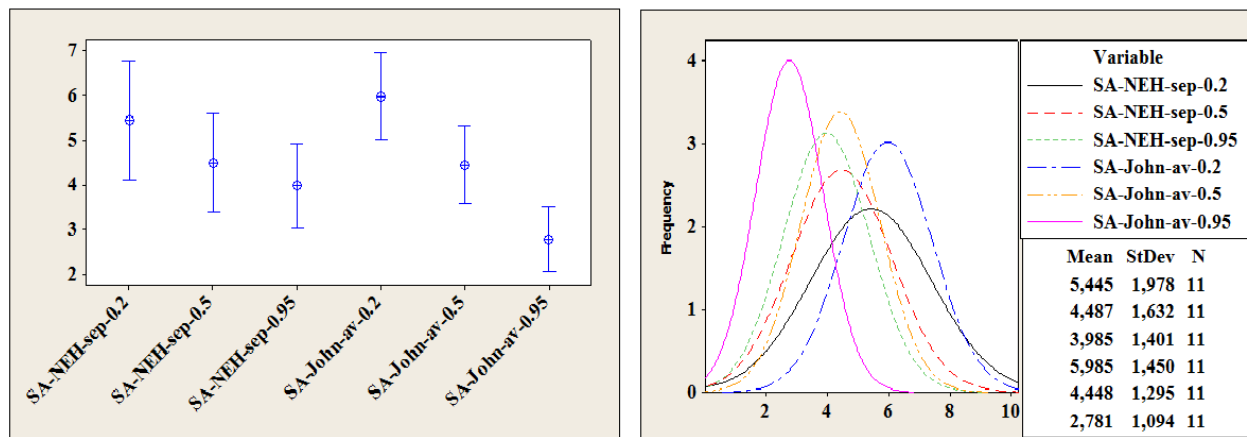 7
6
5
4
3
2
SA-NEH-sep-0.2
SA-NEH-sep-0.5
SA-NEH-sep-0.95
SA-John-av-0.2
SA-John-av-0.5
SA-John-av-0.95
Frequency
4
3
2
1
0
2 4 6 8 10
Variable
SA-NEH-sep-0.2
SA-NEH-sep-0.5
SA-NEH-sep-0.95
SA-John-av-0.2
SA-John-av-0.5
SA-John-av-0.95
Mean StDev N
5,445 1,978 11
4,487 1,632 11
3,985 1,401 11
5,985 1,450 11
4,448 1,295 11
2,781 1,094 11